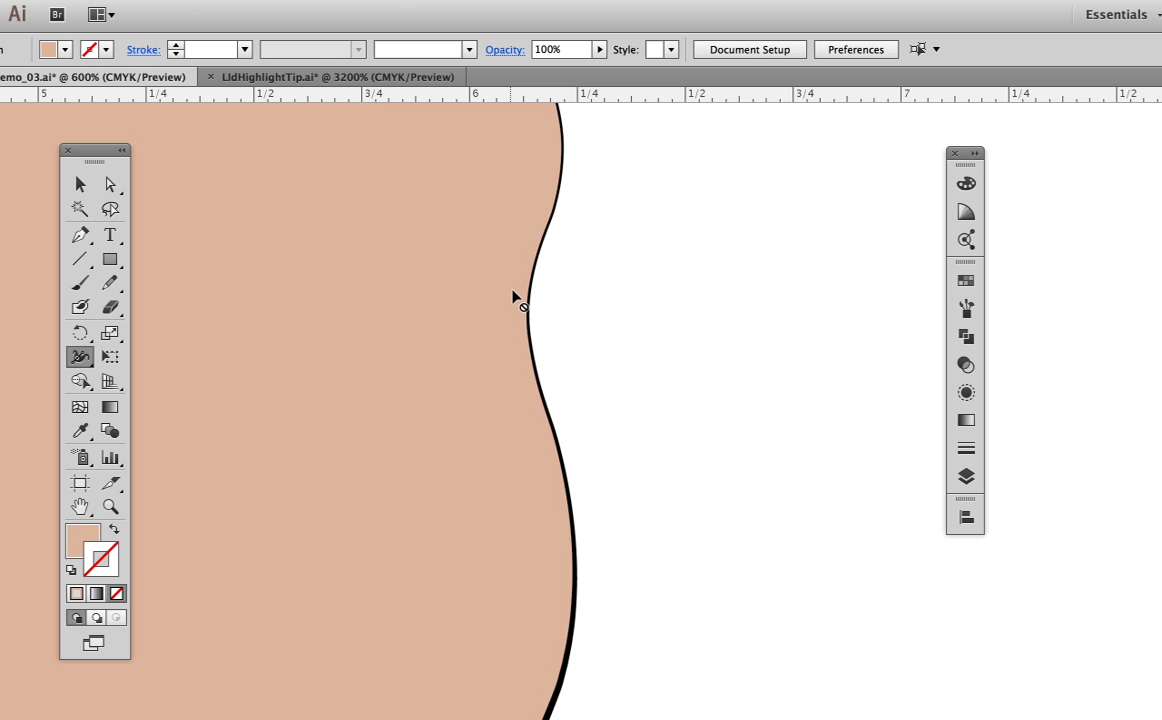 Ai Br Essentials
n Stroke: Opacity: 100% Style: Document Setup Preferences
emo_03.ai* @ 600% (CMYK/Preview) × LldHighlightTip.ai* @ 3200% (CMYK/Preview)
5 1/4 1/2 3/4 6 1/4 1/2 3/4 7 1/4 1/2
T